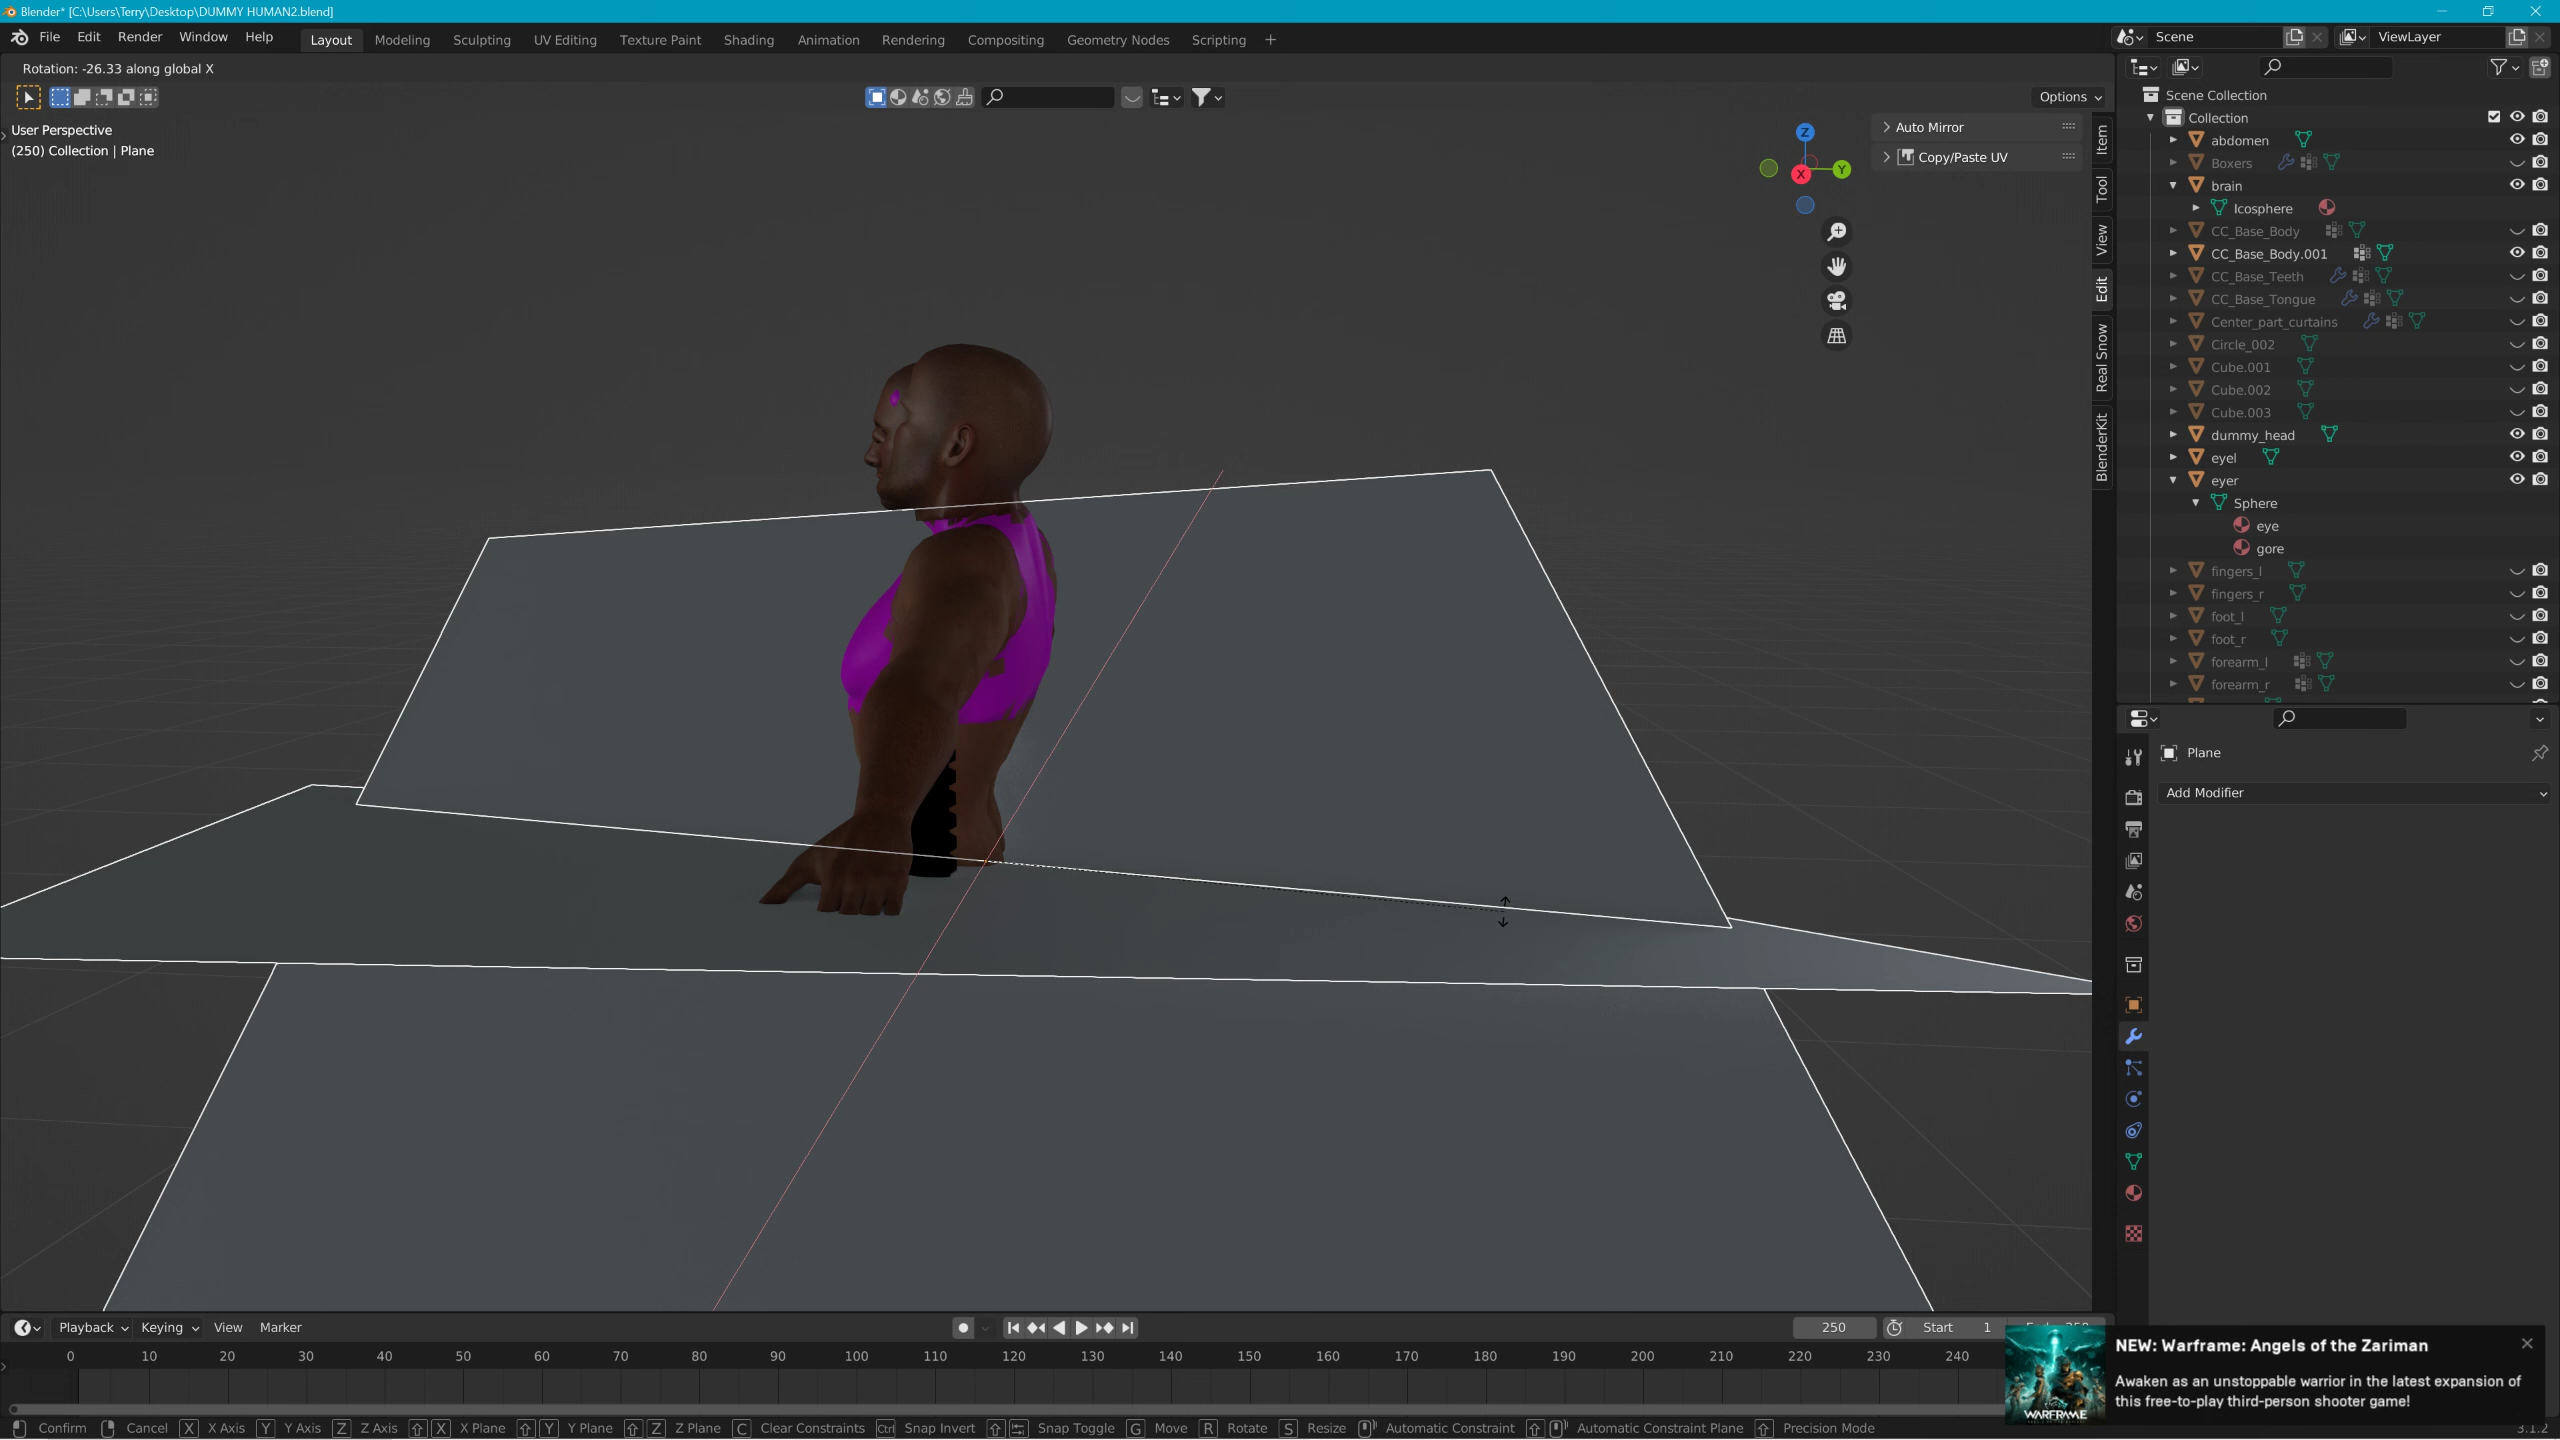 Blender* [C:\Users\Terry\Desktop\DUMMY HUMAN2.blend]
File Edit Render Window Help Layout Modeling Sculpting UV Editing Texture Paint Shading Animation Rendering Compositing Geometry Nodes Scripting + Scene ViewLayer
Rotation: -26.33 along global X
Options
User Perspective
(250) Collection | Plane
Z
Y
X
Auto Mirror
Copy/Paste UV
Item
Tool
View
Edit
Real Snow
BlenderKit
Scene Collection
Collection
abdomen
Boxers
brain
Icosphere
CC_Base_Body
CC_Base_Body.001
CC_Base_Teeth
CC_Base_Tongue
Center_part_curtains
Circle_002
Cube.001
Cube.002
Cube.003
dummy_head
eyel
eyer
Sphere
eye
gore
fingers_l
fingers_r
foot_l
foot_r
forearm_l
forearm_r
Plane
Add Modifier
Playback Keying View Marker 250 Start 1
0 10 20 30 40 50 60 70 80 90 100 110 120 130 140 150 160 170 180 190 200 210 220 230 240
NEW: Warframe: Angels of the Zariman
Awaken as an unstoppable warrior in the latest expansion of
this free-to-play third-person shooter game!
WARFRAME
Confirm Cancel X X Axis Y Y Axis Z Z Axis X X Plane Y Y Plane Z Z Plane C Clear Constraints Ctrl Snap Invert Snap Toggle G Move R Rotate S Resize Automatic Constraint Automatic Constraint Plane Precision Mode 3.1.2